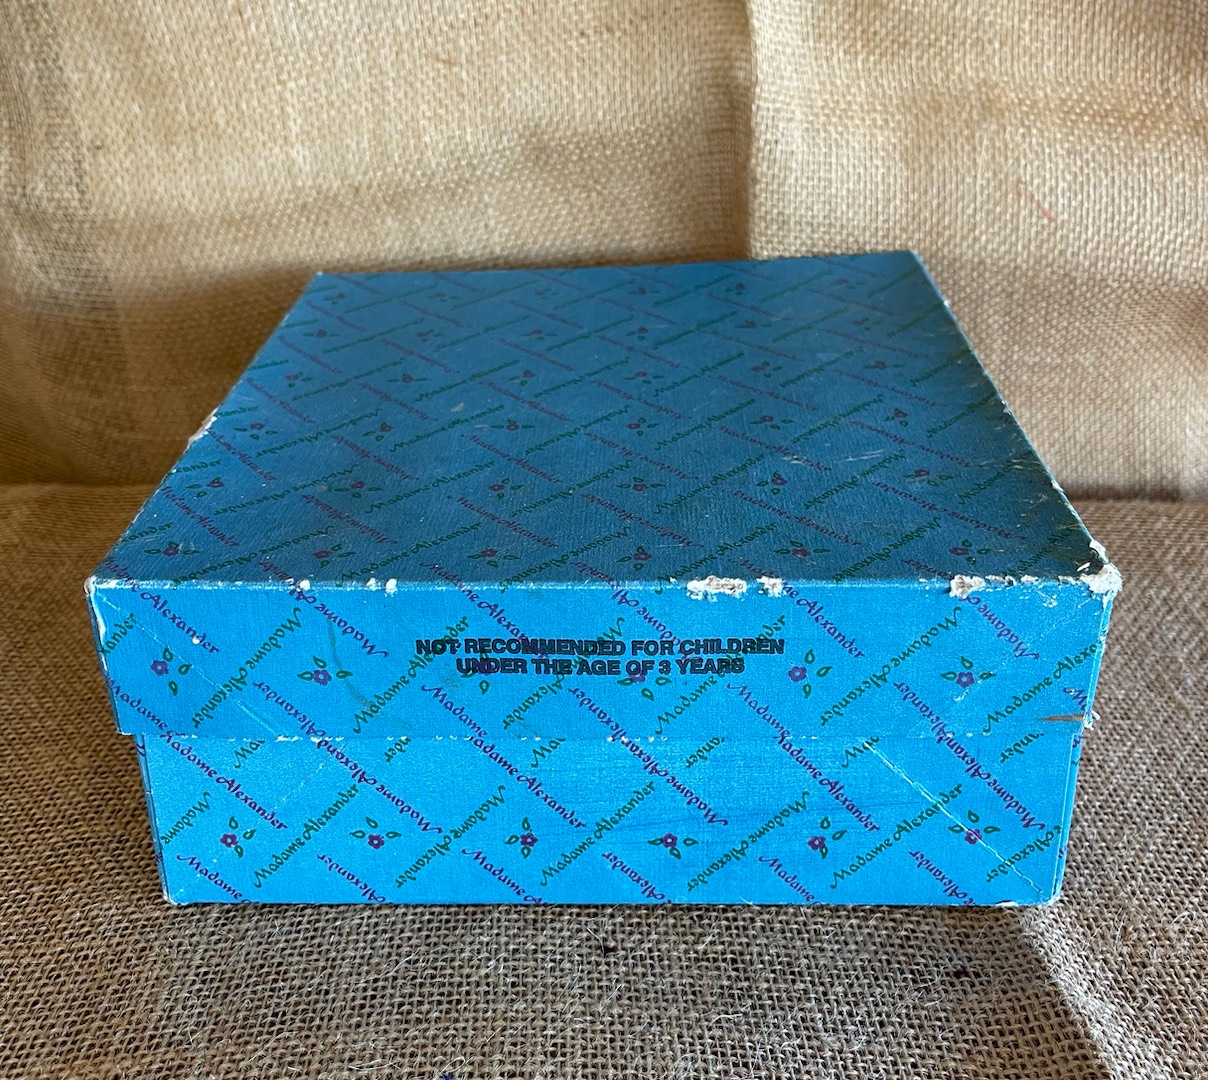 NOT RECOMMENDED FOR CHILDREN
UNDER THE AGE OF 3 YEARS
Madame Alexander